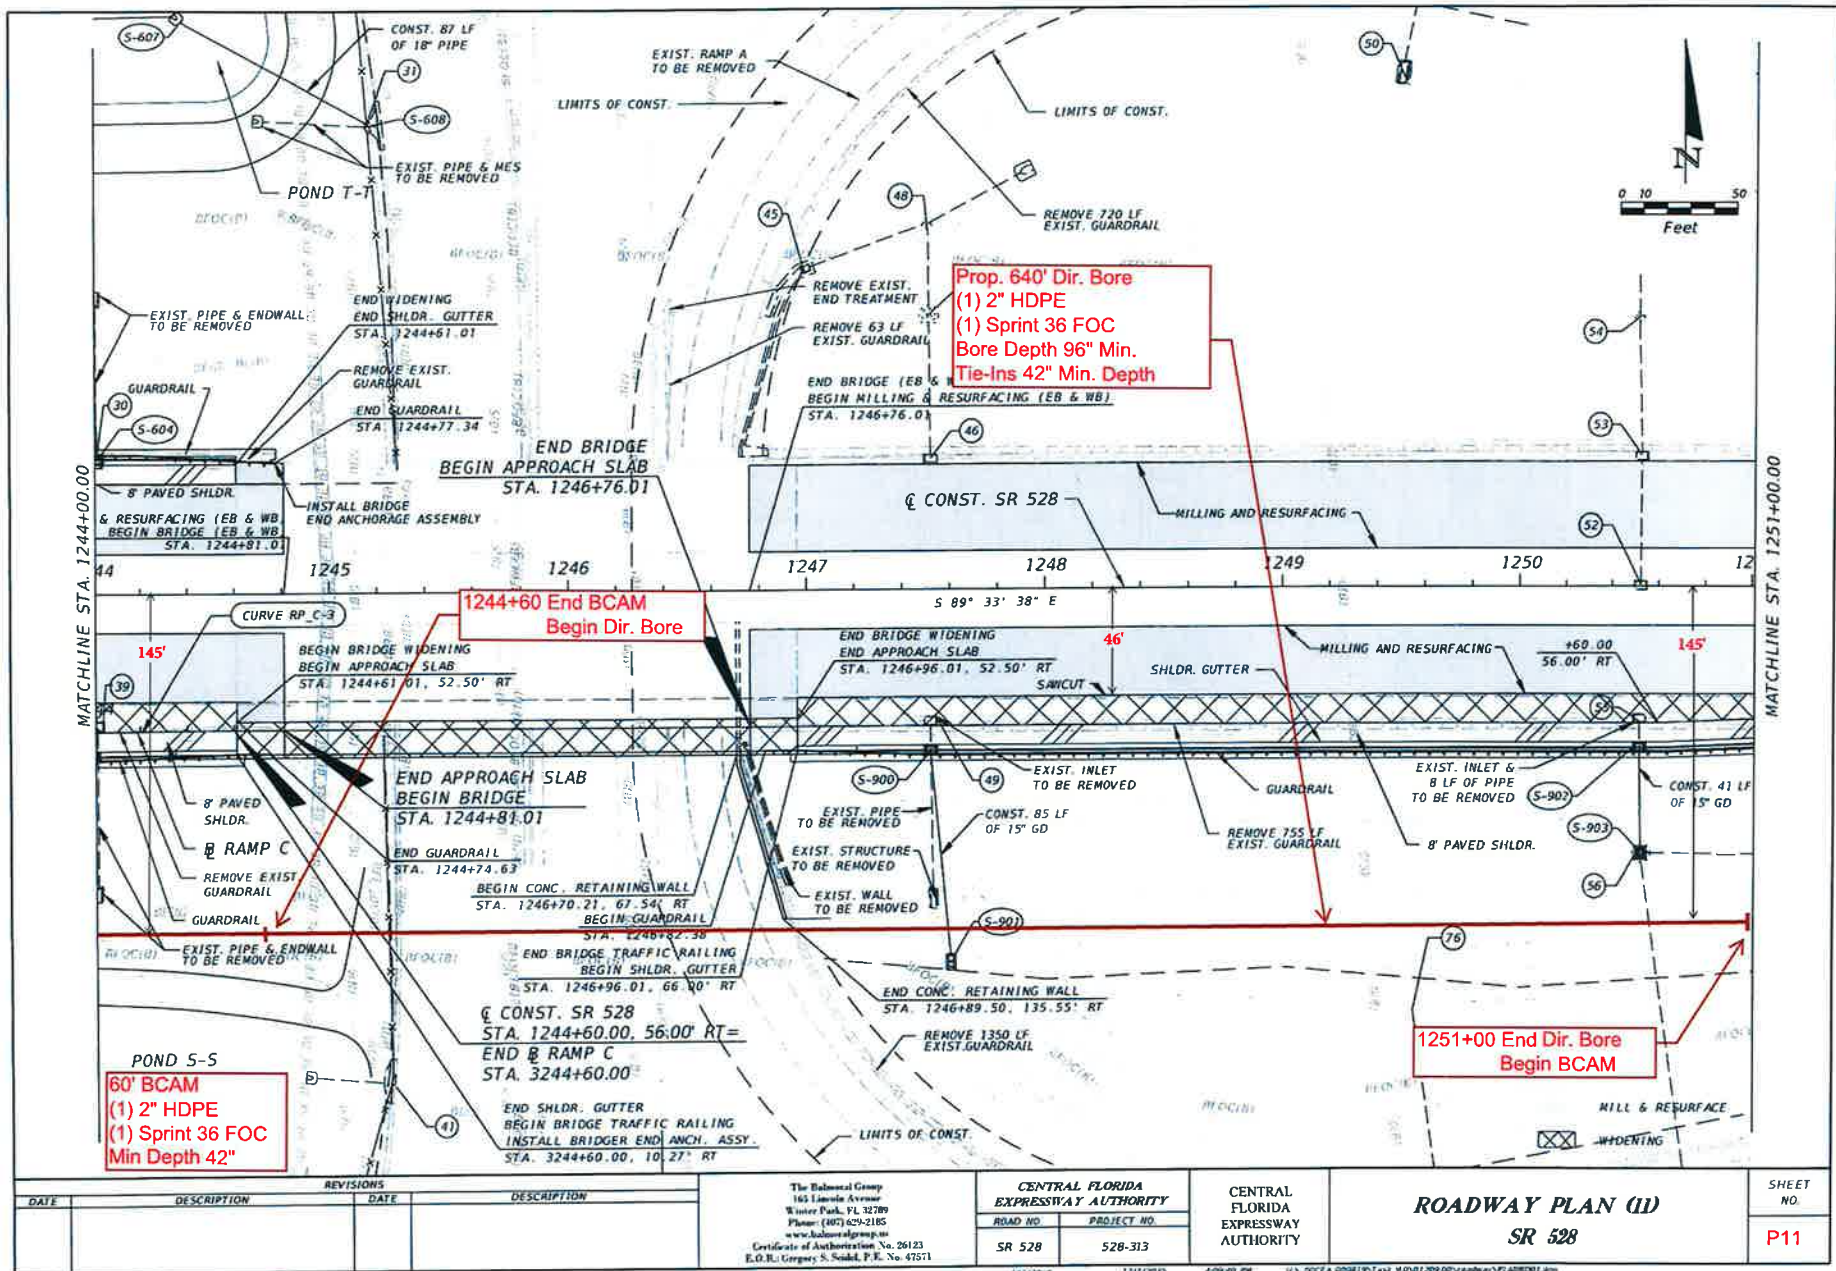 S-607
CONST. 87 LF
OF 18" PIPE
31
S-608
EXIST. PIPE & MES
TO BE REMOVED
POND T-T
EXIST. RAMP A
TO BE REMOVED
LIMITS OF CONST.
LIMITS OF CONST.
50
N
0 10 50
Feet
45
48
REMOVE 720 LF
EXIST. GUARDRAIL
REMOVE EXIST.
END TREATMENT
REMOVE 63 LF
EXIST. GUARDRAIL
Prop. 640' Dir. Bore
(1) 2" HDPE
(1) Sprint 36 FOC
Bore Depth 96" Min.
Tie-Ins 42" Min. Depth
54
EXIST. PIPE & ENDWALL
TO BE REMOVED
END WIDENING
END SHLDR. GUTTER
STA. 1244+61.01
REMOVE EXIST.
GUARDRAIL
GUARDRAIL
END GUARDRAIL
STA. 1244+77.34
30
S-604
END BRIDGE (EB & W
BEGIN MILLING & RESURFACING (EB & WB)
STA. 1246+76.01
46
53
END BRIDGE
BEGIN APPROACH SLAB
STA. 1246+76.01
8' PAVED SHLDR.
INSTALL BRIDGE
END ANCHORAGE ASSEMBLY
& RESURFACING (EB & WB
BEGIN BRIDGE (EB & WB
STA. 1244+81.01
℄ CONST. SR 528
MILLING AND RESURFACING
52
MATCHLINE STA. 1244+00.00
MATCHLINE STA. 1251+00.00
44 1245 1246 1247 1248 1249 1250 12
S 89° 33' 38" E
1244+60 End BCAM
Begin Dir. Bore
CURVE RP_C-3
145'
46'
145'
BEGIN BRIDGE WIDENING
BEGIN APPROACH SLAB
STA. 1244+61.01, 52.50' RT
END BRIDGE WIDENING
END APPROACH SLAB
STA. 1246+96.01, 52.50' RT
MILLING AND RESURFACING
+60.00
56.00' RT
SHLDR. GUTTER
SAWCUT
39
55
END APPROACH SLAB
BEGIN BRIDGE
STA. 1244+81.01
8' PAVED
SHLDR.
℄ RAMP C
REMOVE EXIST.
GUARDRAIL
GUARDRAIL
END GUARDRAIL
STA. 1244+74.63
S-900
49
EXIST. INLET
TO BE REMOVED
EXIST. PIPE
TO BE REMOVED
CONST. 85 LF
OF 15" GD
EXIST. STRUCTURE
TO BE REMOVED
EXIST. WALL
TO BE REMOVED
GUARDRAIL
REMOVE 755 LF
EXIST. GUARDRAIL
8' PAVED SHLDR.
EXIST. INLET &
8 LF OF PIPE
TO BE REMOVED
S-902
CONST. 41 LF
OF 15" GD
S-903
56
BEGIN CONC. RETAINING WALL
STA. 1246+70.21, 67.54' RT
BEGIN GUARDRAIL
STA. 1246+82.38
S-901
EXIST. PIPE & ENDWALL
TO BE REMOVED
END BRIDGE TRAFFIC RAILING
BEGIN SHLDR. GUTTER
STA. 1246+96.01, 66.00' RT
76
END CONC. RETAINING WALL
STA. 1246+89.50, 135.55' RT
℄ CONST. SR 528
STA. 1244+60.00, 56.00' RT=
END ℄ RAMP C
STA. 3244+60.00
REMOVE 1350 LF
EXIST.GUARDRAIL
1251+00 End Dir. Bore
Begin BCAM
POND S-S
60' BCAM
(1) 2" HDPE
(1) Sprint 36 FOC
Min Depth 42"
41
END SHLDR. GUTTER
BEGIN BRIDGE TRAFFIC RAILING
INSTALL BRIDGER END ANCH. ASSY.
STA. 3244+60.00, 10.27' RT
LIMITS OF CONST.
MILL & RESURFACE
WIDENING
REVISIONS
DATE DESCRIPTION DATE DESCRIPTION
The Balmoral Group
165 Lincoln Avenue
Winter Park, FL 32789
Phone: (407) 629-2185
www.balmoralgroup.us
Certificate of Authorization No. 26123
E.O.R.: Gregory S. Seidel, P.E. No. 47571
CENTRAL FLORIDA
EXPRESSWAY AUTHORITY
ROAD NO. PROJECT NO.
SR 528 528-313
CENTRAL
FLORIDA
EXPRESSWAY
AUTHORITY
ROADWAY PLAN (11)
SR 528
SHEET
NO.
P11